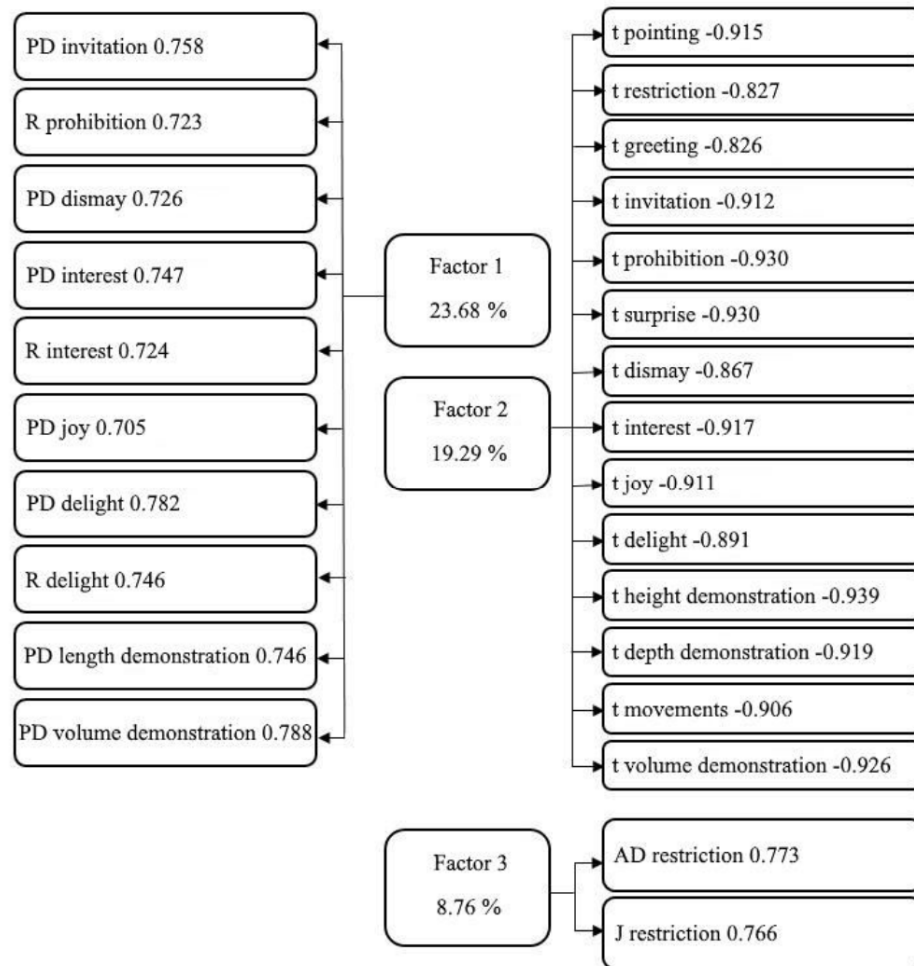 PD invitation 0.758
R prohibition 0.723
PD dismay 0.726
PD interest 0.747
R interest 0.724
PD joy 0.705
PD delight 0.782
R delight 0.746
PD length demonstration 0.746
PD volume demonstration 0.788
Factor 1
23.68 %
Factor 2
19.29 %
t pointing -0.915
t restriction -0.827
t greeting -0.826
t invitation -0.912
t prohibition -0.930
t surprise -0.930
t dismay -0.867
t interest -0.917
t joy -0.911
t delight -0.891
t height demonstration -0.939
t depth demonstration -0.919
t movements -0.906
t volume demonstration -0.926
Factor 3
8.76 %
AD restriction 0.773
J restriction 0.766